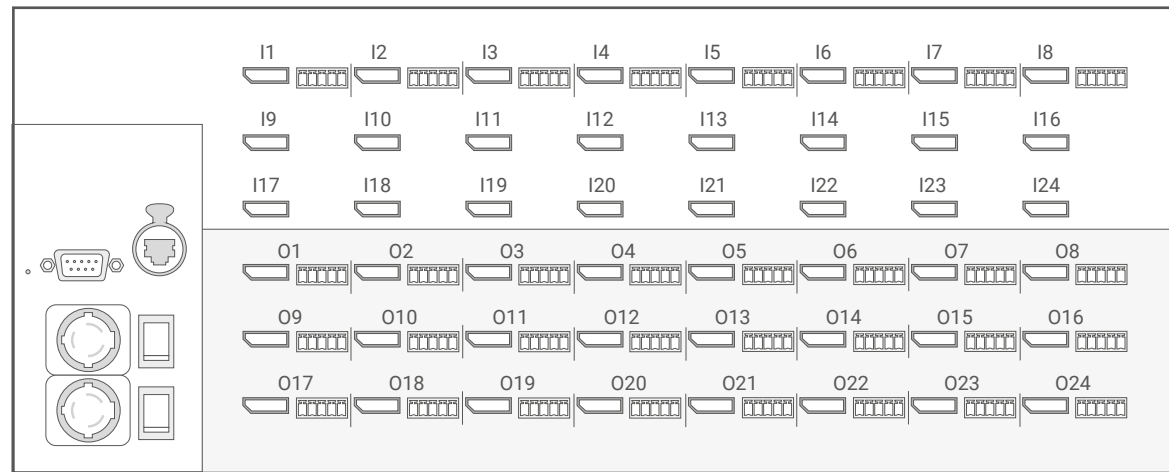 I1 I2 I3 I4 I5 I6 I7 I8
I9 I10 I11 I12 I13 I14 I15 I16
I17 I18 I19 I20 I21 I22 I23 I24
O1 O2 O3 O4 O5 O6 O7 O8
O9 O10 O11 O12 O13 O14 O15 O16
O17 O18 O19 O20 O21 O22 O23 O24